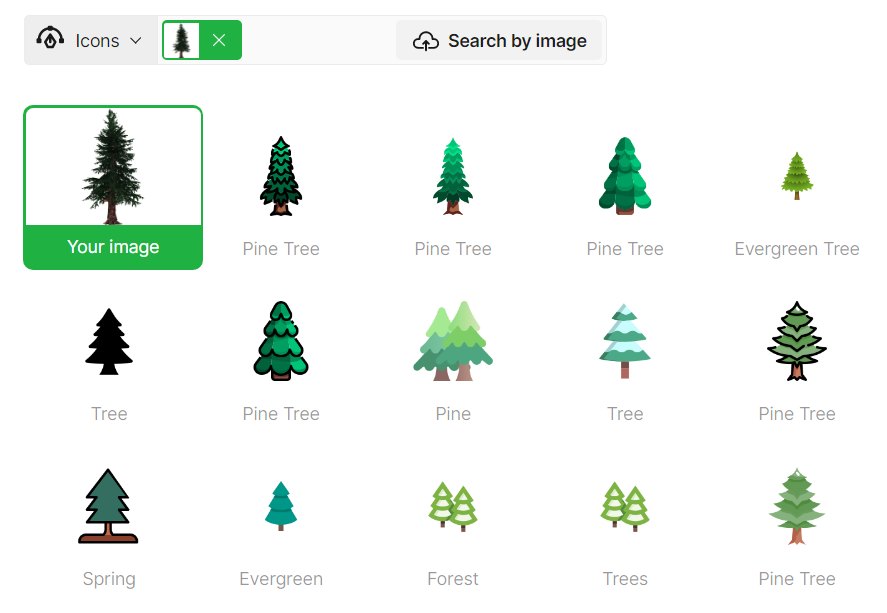 Icons
Search by image
Your image
Pine Tree
Pine Tree
Pine Tree
Evergreen Tree
Tree
Pine Tree
Pine
Tree
Pine Tree
Spring
Evergreen
Forest
Trees
Pine Tree